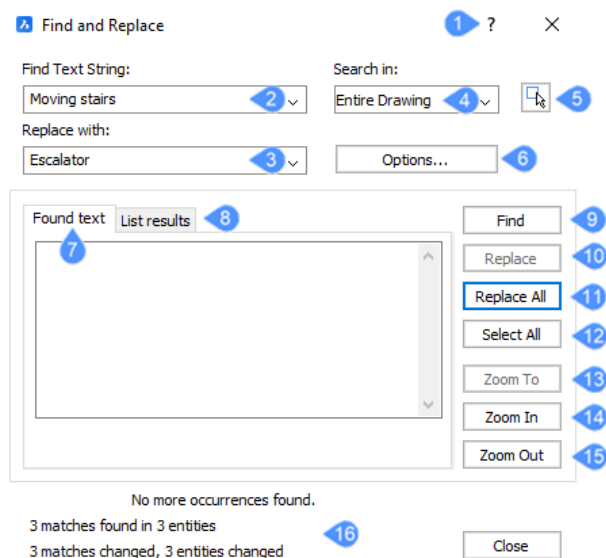 Find and Replace 1 ? ×
Find Text String: Search in:
Moving stairs 2 Entire Drawing 4 5
Replace with:
Escalator 3 Options... 6
Found text List results 8 Find 9
7
Replace 10
Replace All 11
Select All 12
Zoom To 13
Zoom In 14
Zoom Out 15
No more occurrences found.
3 matches found in 3 entities 16
3 matches changed, 3 entities changed Close